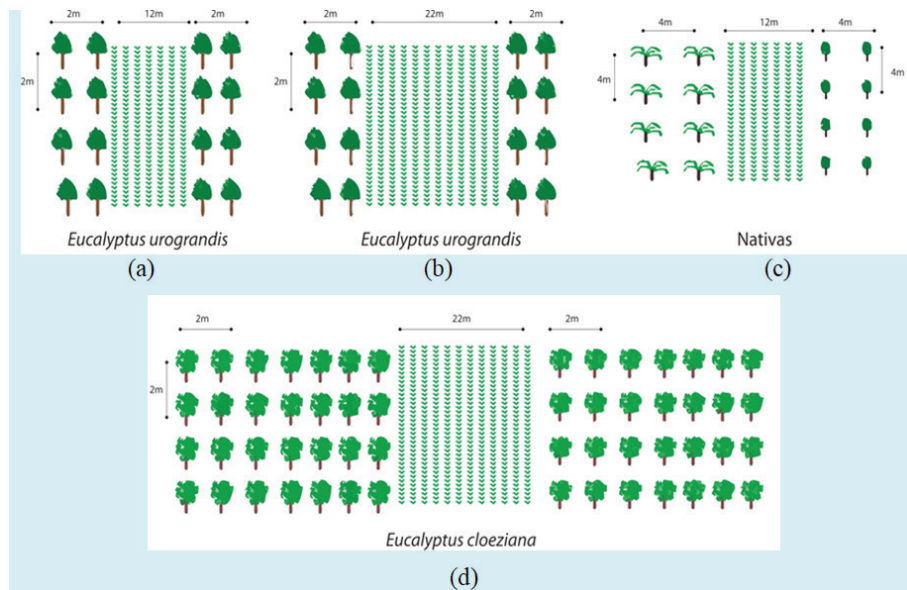 2m 12m 2m
2m
Eucalyptus urograndis
(a)
2m 22m 2m
2m
Eucalyptus urograndis
(b)
4m 12m 4m
4m 4m
Nativas
(c)
2m 22m 2m
2m
Eucalyptus cloeziana
(d)